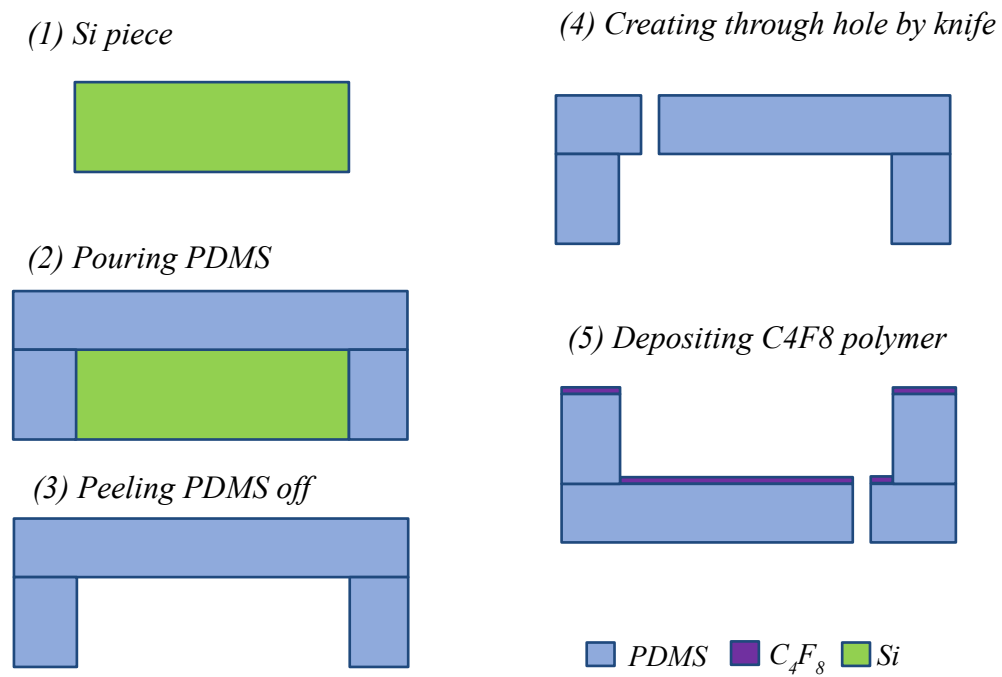 (1) Si piece
(2) Pouring PDMS
(3) Peeling PDMS off
(4) Creating through hole by knife
(5) Depositing C4F8 polymer
PDMS C₄F₈ Si